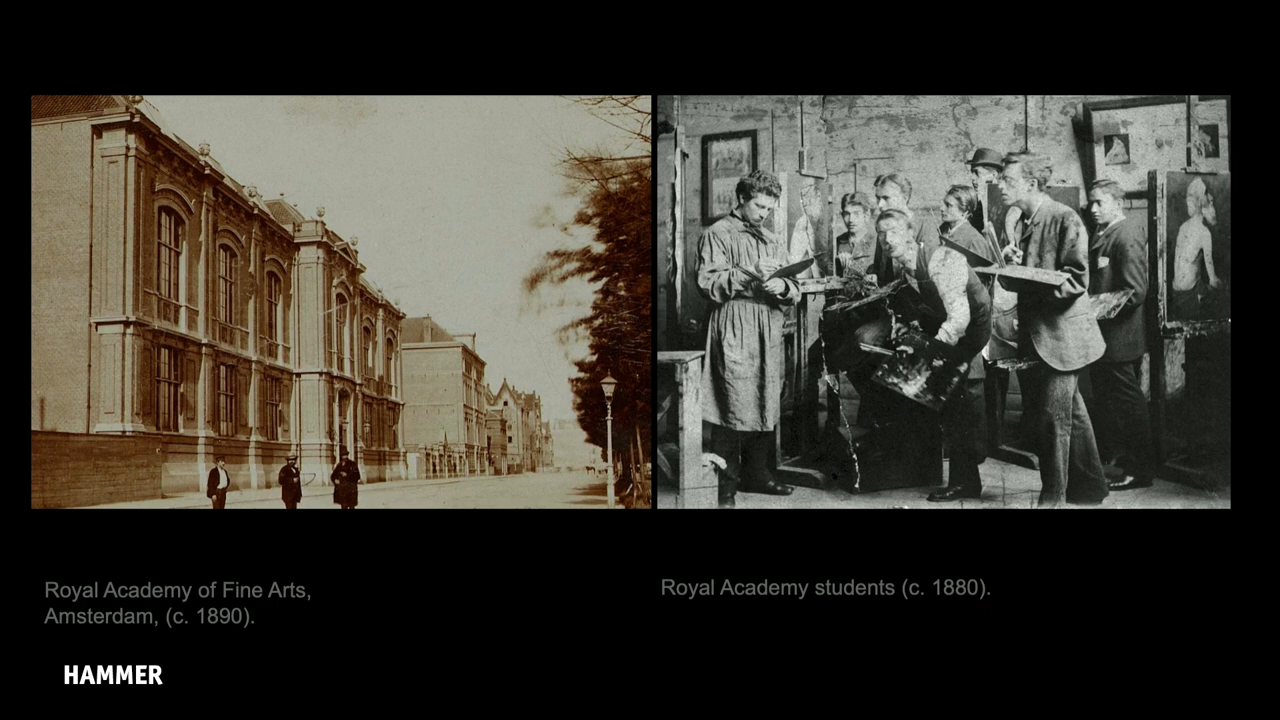 Royal Academy of Fine Arts,
Amsterdam, (c. 1890).
Royal Academy students (c. 1880).
HAMMER